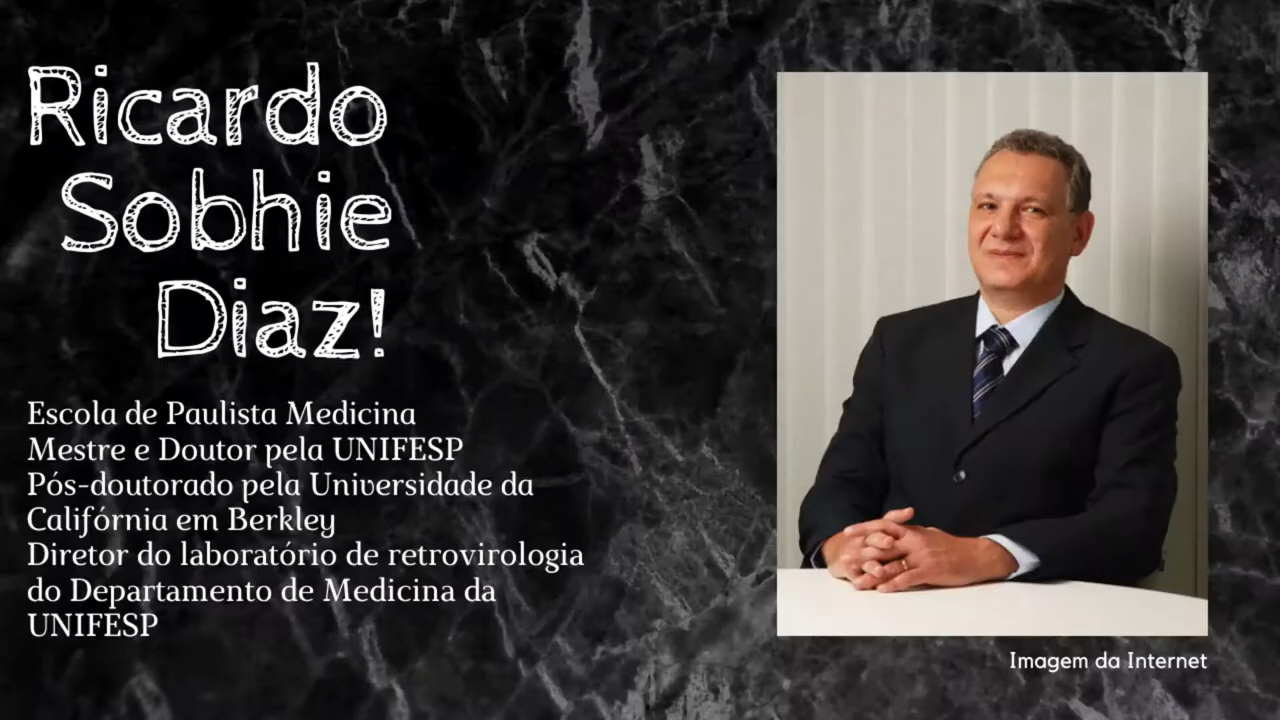 Ricardo
Sobhie
Diaz!
Escola de Paulista Medicina
Mestre e Doutor pela UNIFESP
Pós-doutorado pela Universidade da
Califórnia em Berkley
Diretor do laboratório de retrovirologia
do Departamento de Medicina da
UNIFESP
Imagem da Internet